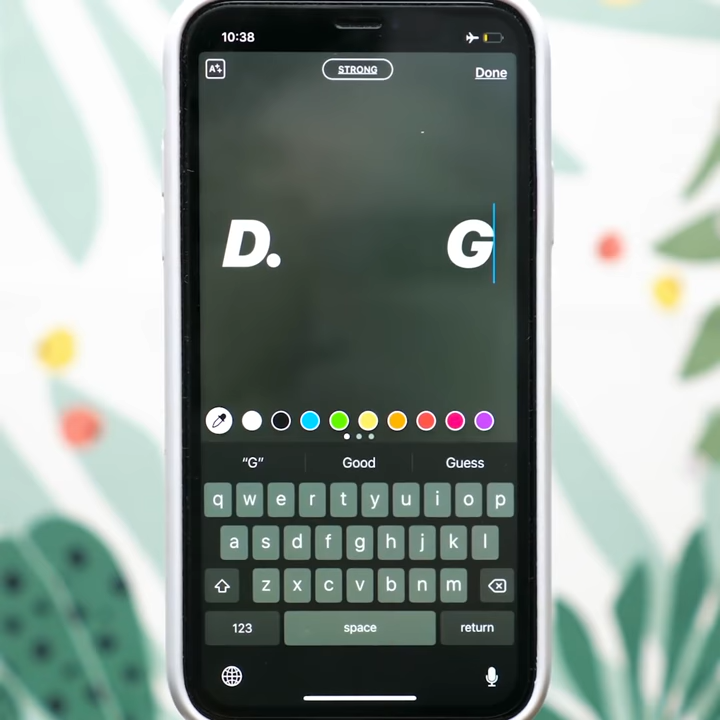 10:38
A
STRONG
Done
D. G
"G" Good Guess
q w e r t y u i o p
a s d f g h j k l
z x c v b n m
123 space return